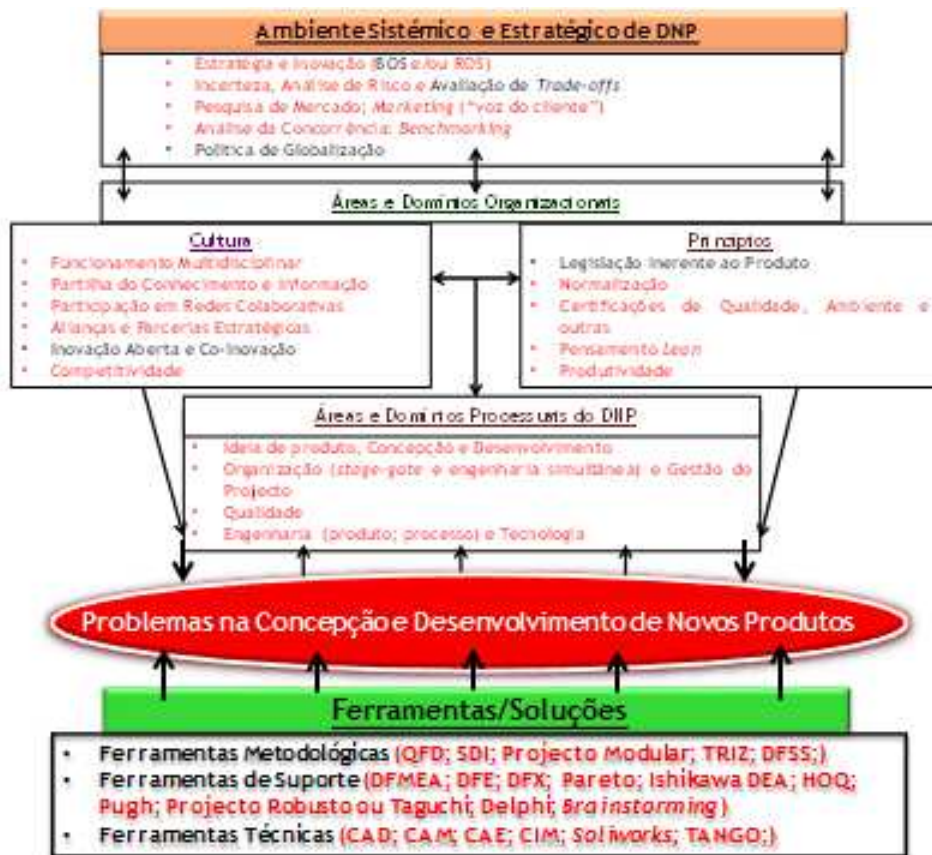 Ambiente Sistémico e Estratégico de DNP
• Estratégia e Inovação (BOS e/ou ROS)
• Incerteza, Análise de Risco e Avaliação de Trade-offs
• Pesquisa de Mercado; Marketing ("voz do cliente")
• Análise da Concorrência: Benchmarking
• Política de Globalização
Áreas e Domínios Organizacionais
Cultura
• Funcionamento Multidisciplinar
• Partilha do Conhecimento e Informação
• Participação em Redes Colaborativas
• Alianças e Parcerias Estratégicas
• Inovação Aberta e Co-Inovação
• Competitividade
Princípios
• Legislação Inerente ao Produto
• Normalização
• Certificações de Qualidade, Ambiente e
outras
• Pensamento Lean
• Produtividade
Áreas e Domínios Processuais do DNP
• Ideia de produto, Concepção e Desenvolvimento
• Organização (stage-gate e engenharia simultânea) e Gestão do
Projecto
• Qualidade
• Engenharia (produto; processo) e Tecnologia
Problemas na Concepção e Desenvolvimento de Novos Produtos
Ferramentas/Soluções
• Ferramentas Metodológicas (QFD; SDI; Projecto Modular; TRIZ; DFSS;)
• Ferramentas de Suporte (DFMEA; DFE; DFX; Pareto; Ishikawa DEA; HOQ;
Pugh; Projecto Robusto ou Taguchi; Delphi; Brainstorming)
• Ferramentas Técnicas (CAD; CAM; CAE; CIM; Soliworks; TANGO;)